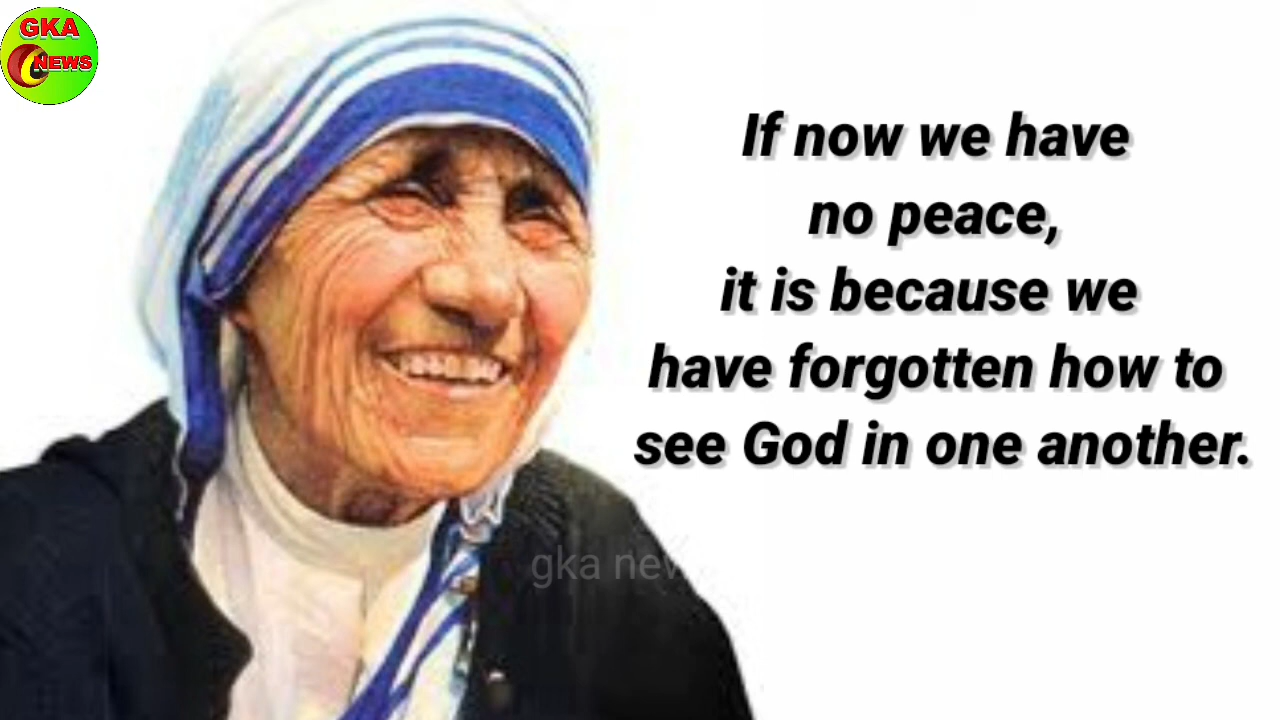 GKA
NEWS
If now we have
no peace,
it is because we
have forgotten how to
see God in one another.
gka new